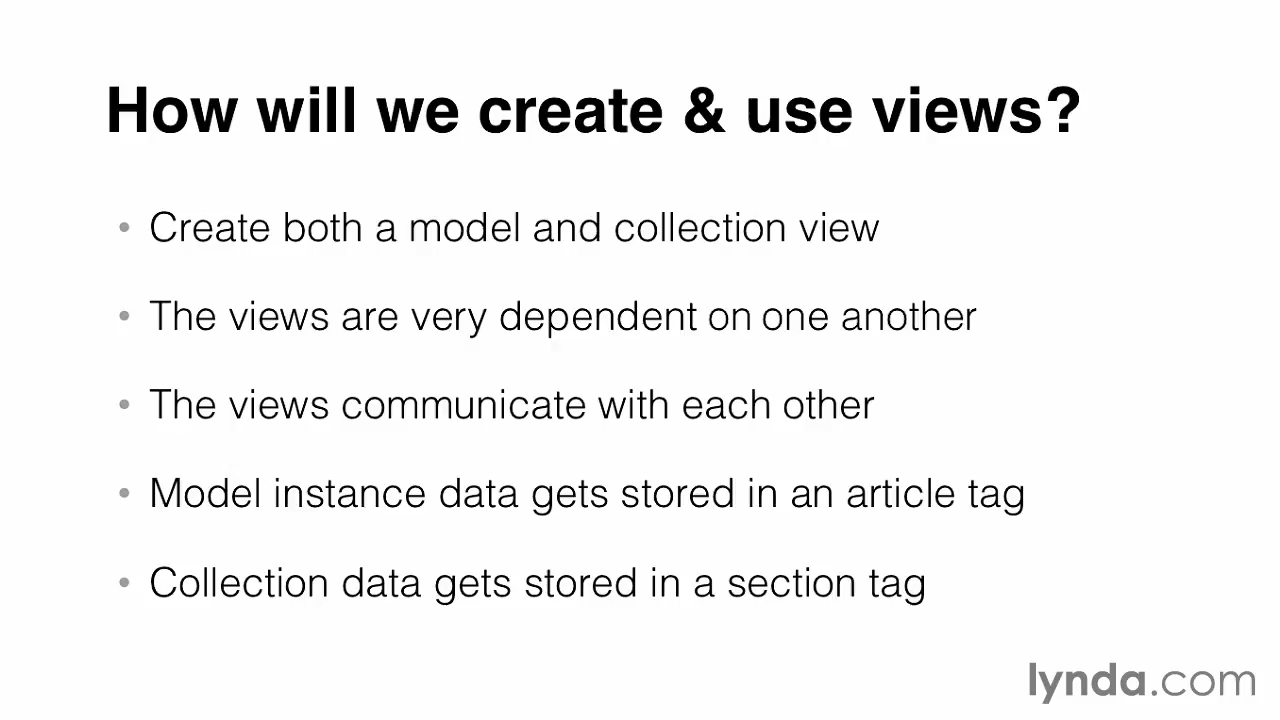 How will we create & use views?
• Create both a model and collection view
• The views are very dependent on one another
• The views communicate with each other
• Model instance data gets stored in an article tag
• Collection data gets stored in a section tag
lynda.com